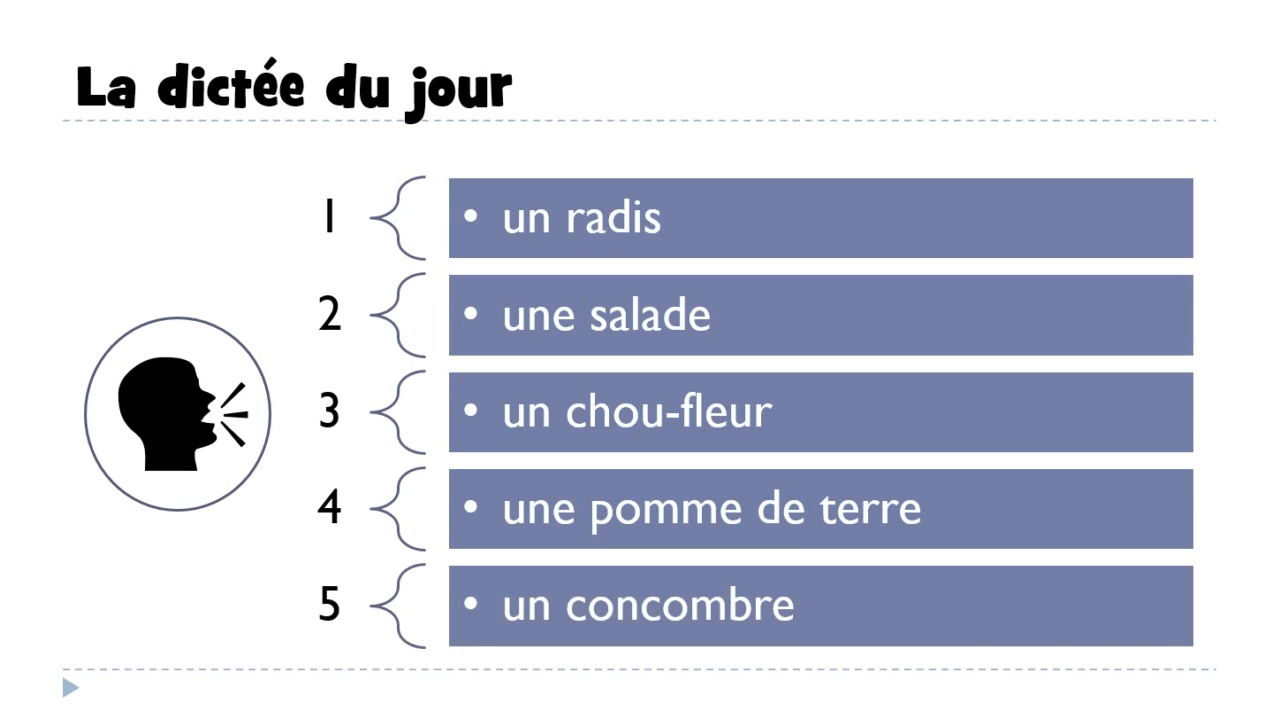 La dictée du jour
1
• un radis
2
• une salade
3
• un chou-fleur
4
• une pomme de terre
5
• un concombre